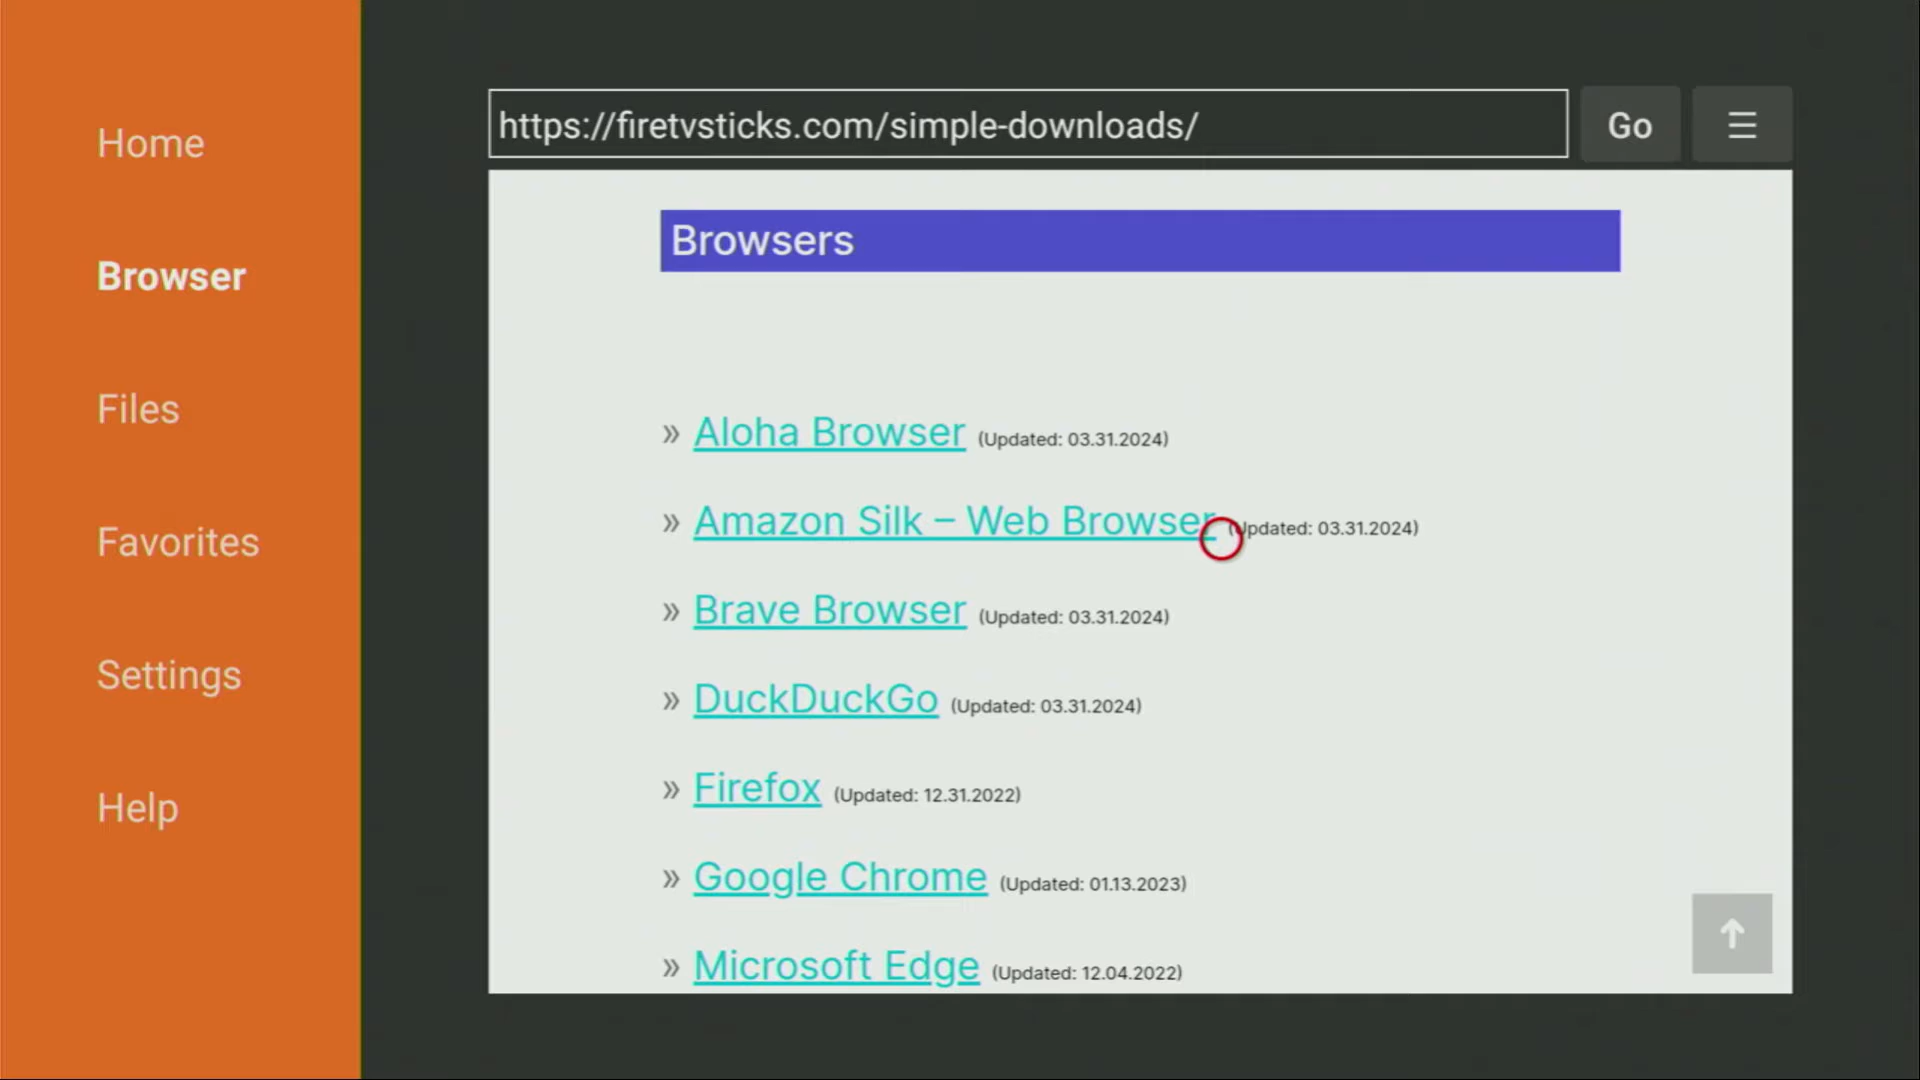 Home
Browser
Files
Favorites
Settings
Help
https://firetvsticks.com/simple-downloads/
Go
Browsers
» Aloha Browser (Updated: 03.31.2024)
» Amazon Silk – Web Browser (Updated: 03.31.2024)
» Brave Browser (Updated: 03.31.2024)
» DuckDuckGo (Updated: 03.31.2024)
» Firefox (Updated: 12.31.2022)
» Google Chrome (Updated: 01.13.2023)
» Microsoft Edge (Updated: 12.04.2022)